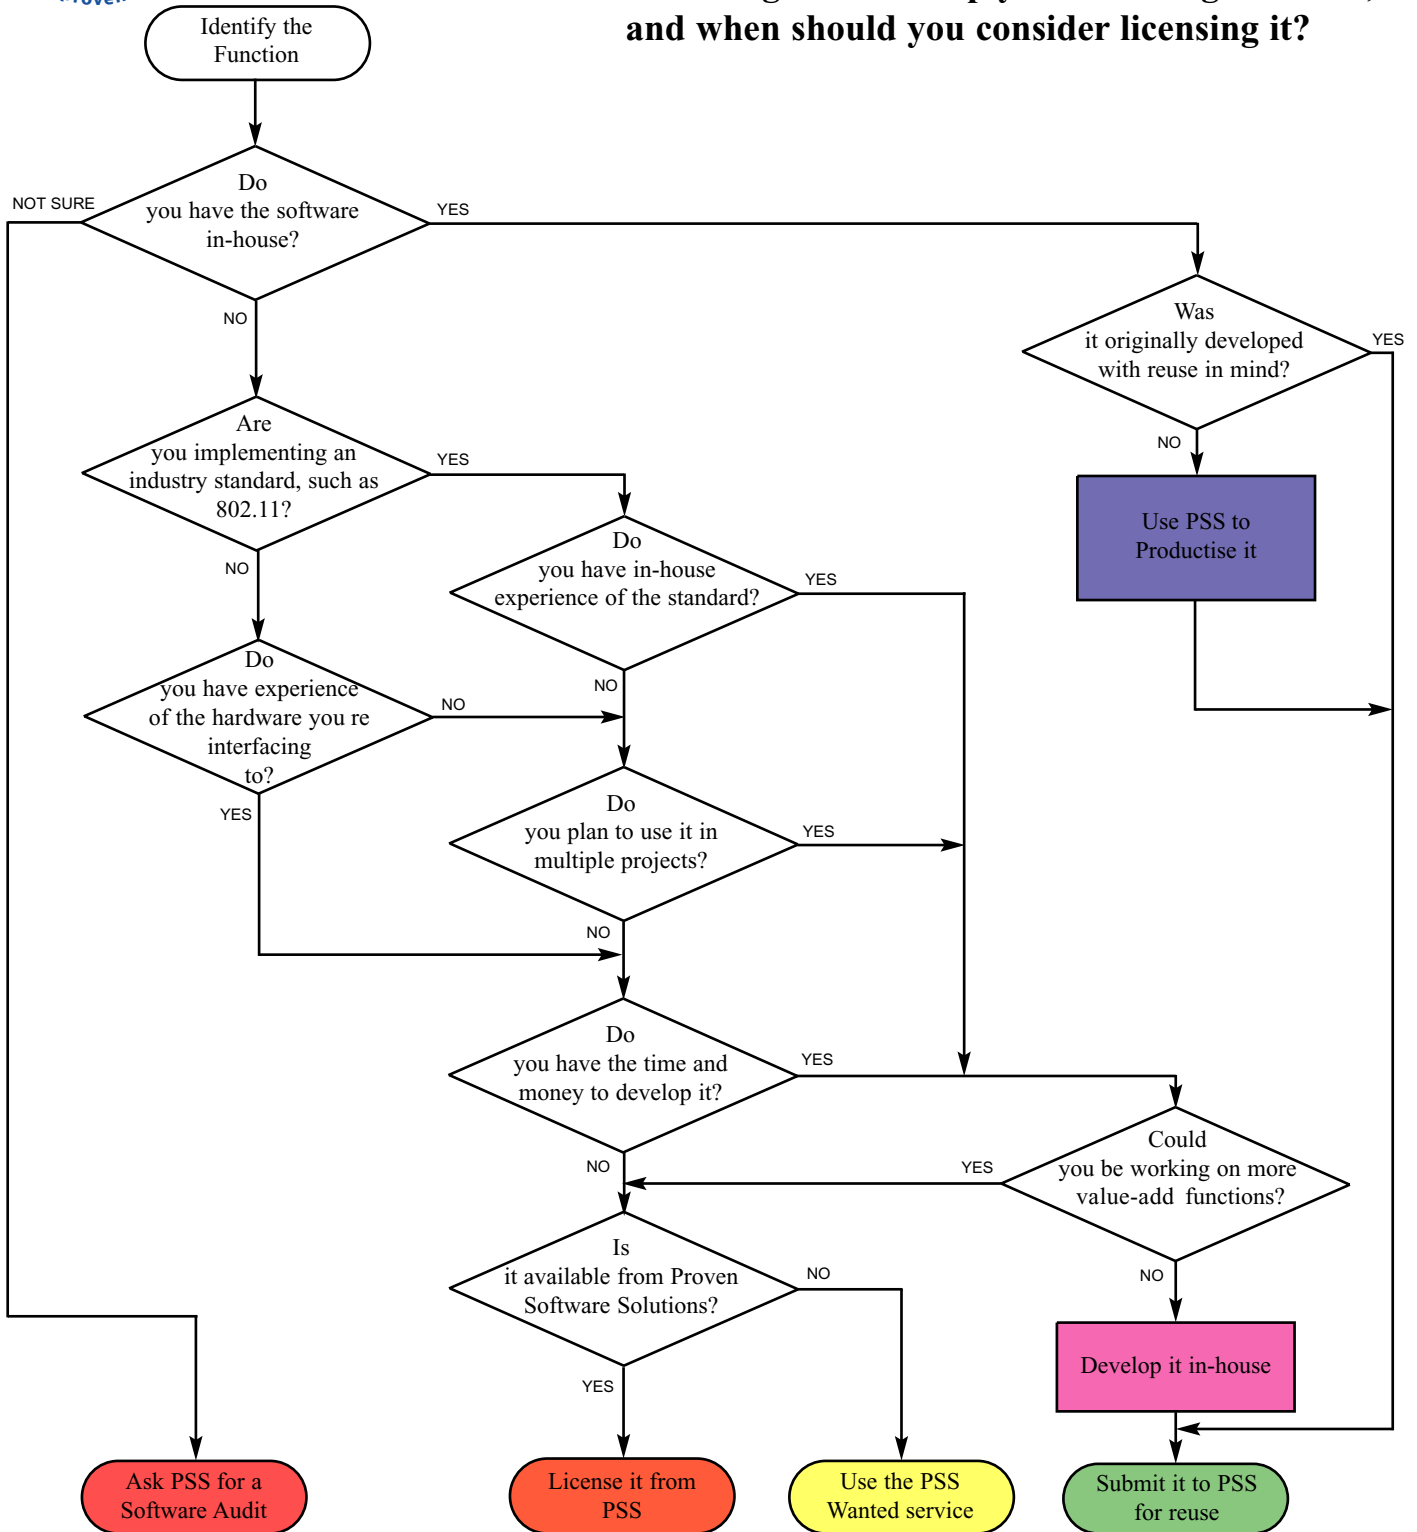 and when should you consider licensing it?
Identify the
Function
Do
you have the software
in-house?
NOT SURE
YES
NO
Was
it originally developed
with reuse in mind?
YES
NO
Use PSS to
Productise it
Are
you implementing an
industry standard, such as
802.11?
YES
NO
Do
you have in-house
experience of the standard?
YES
NO
Do
you have experience
of the hardware you re
interfacing
to?
NO
YES
Do
you plan to use it in
multiple projects?
YES
NO
Do
you have the time and
money to develop it?
YES
NO
Could
you be working on more
value-add functions?
YES
NO
Is
it available from Proven
Software Solutions?
NO
YES
Develop it in-house
Ask PSS for a
Software Audit
License it from
PSS
Use the PSS
Wanted service
Submit it to PSS
for reuse